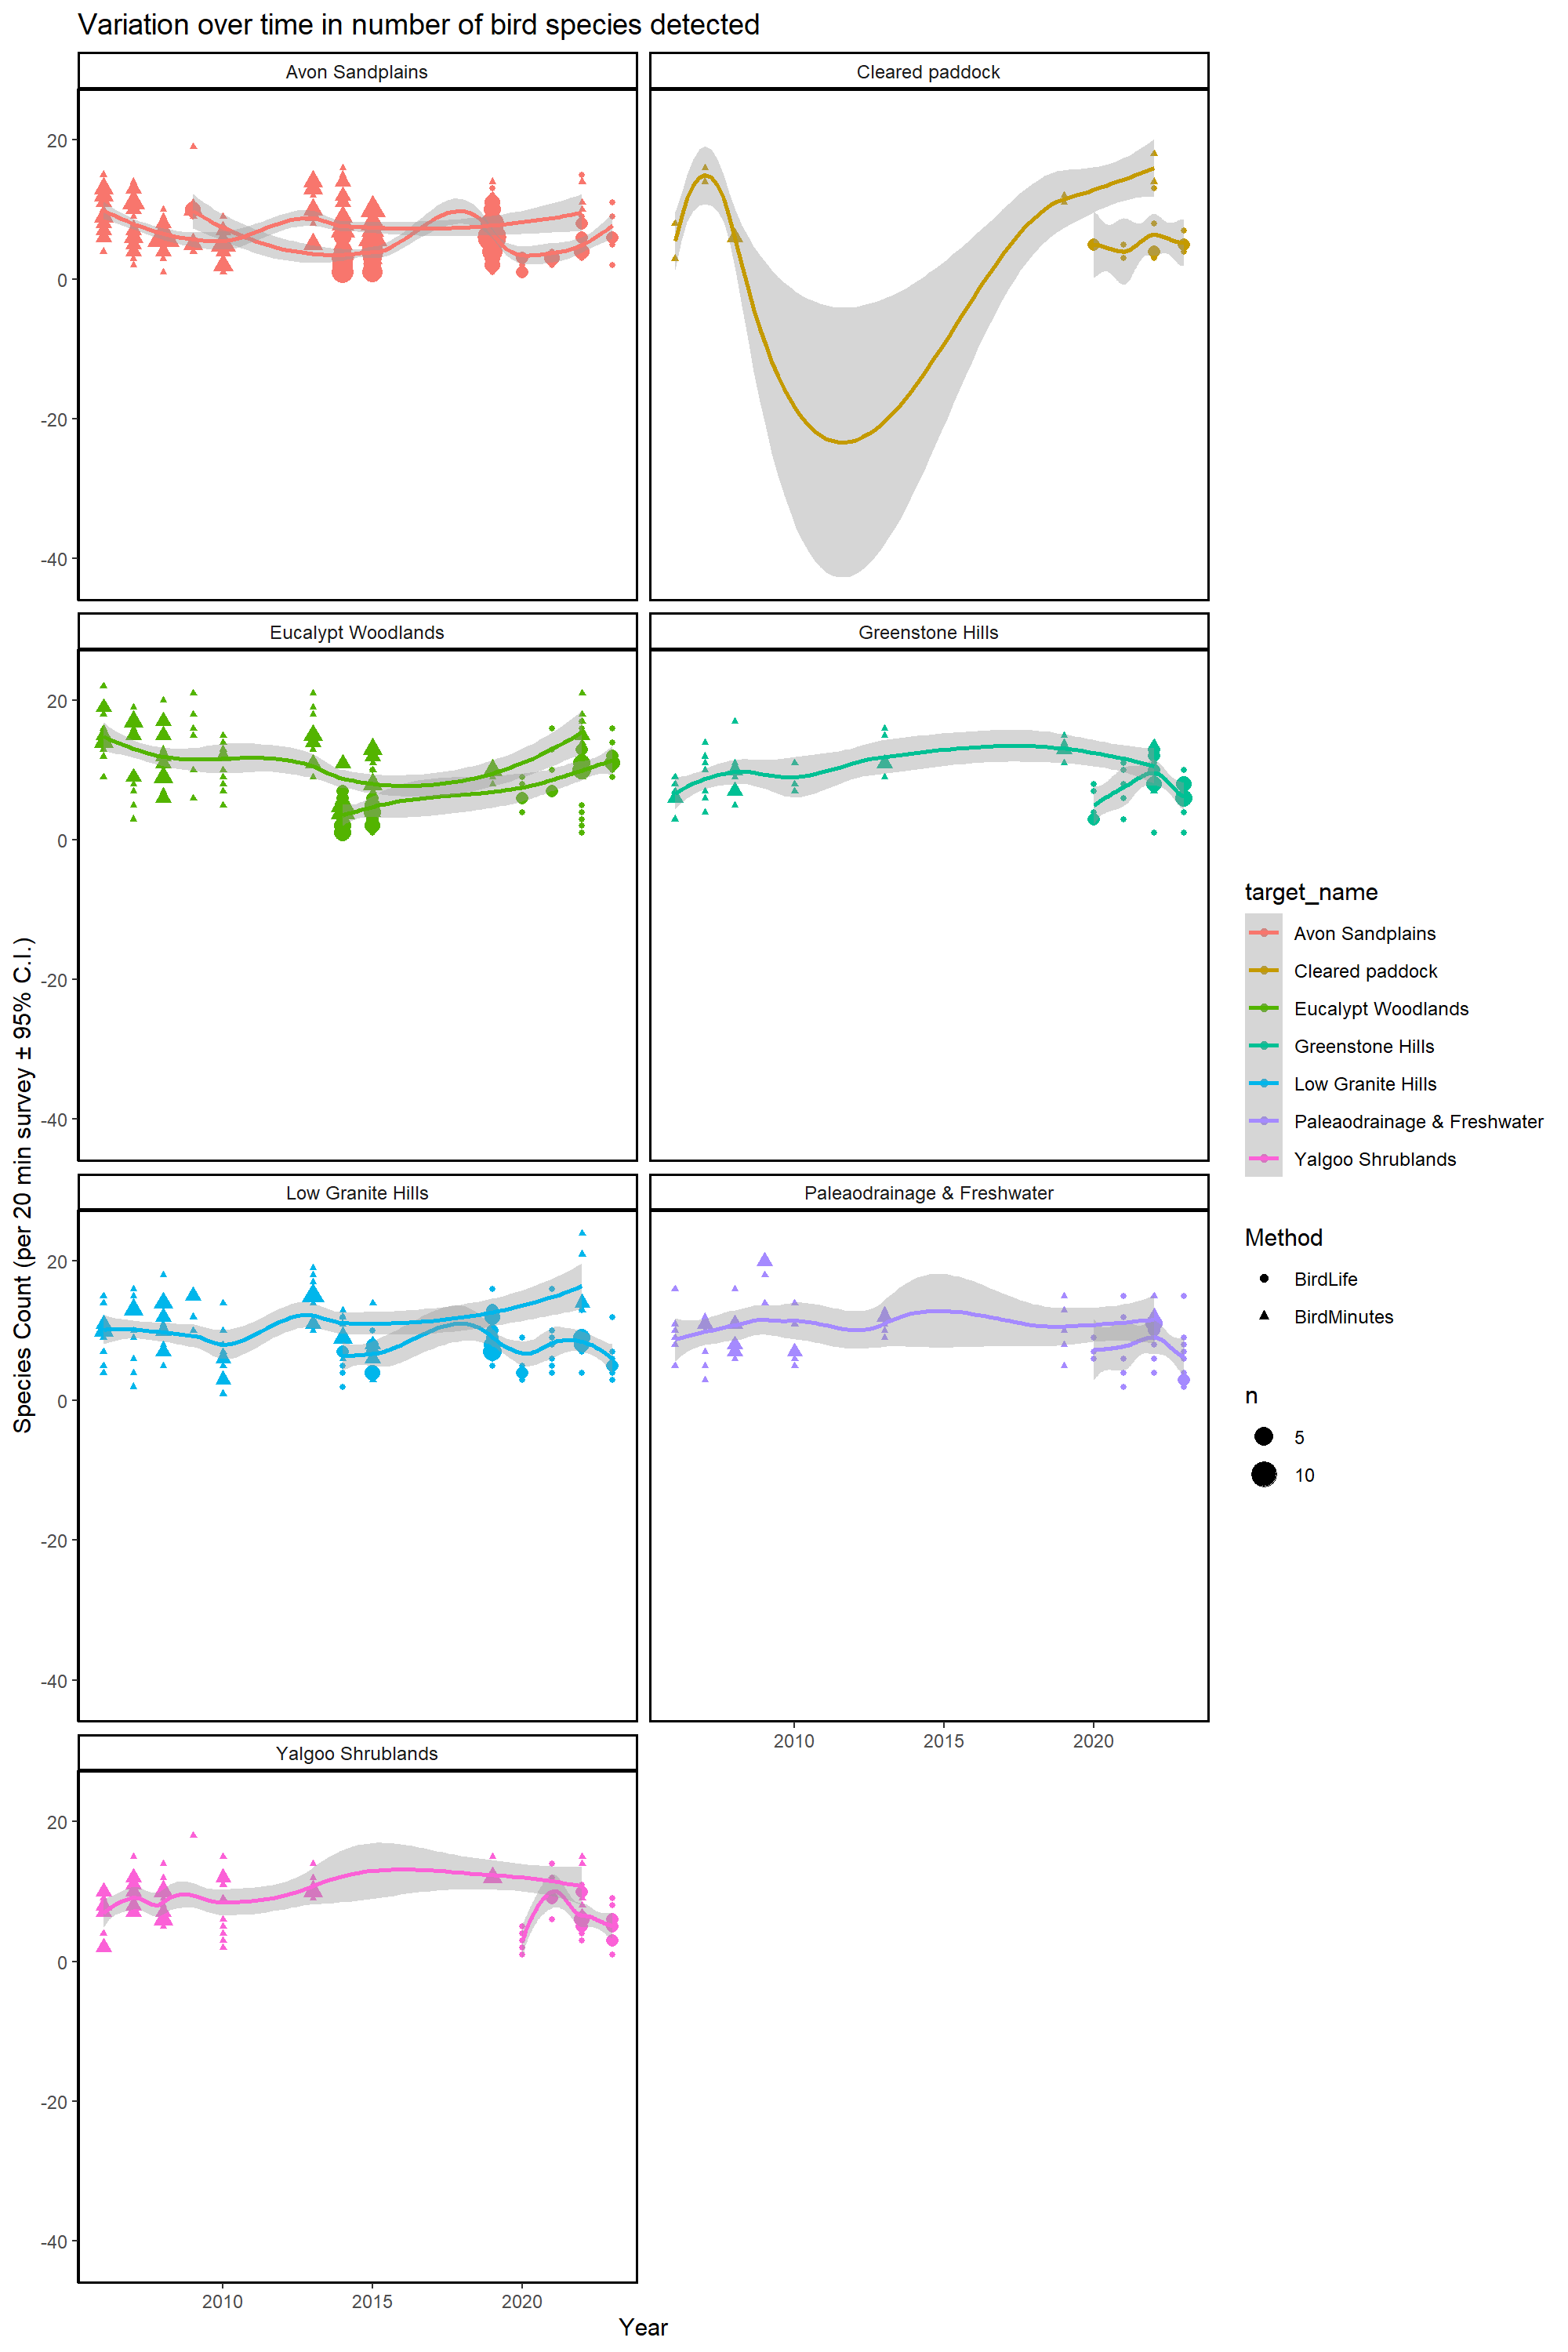 Variation over time in number of bird species detected
Avon Sandplains
Cleared paddock
20
0
-20
-40
Eucalypt Woodlands
Greenstone Hills
20
0
-20
-40
Low Granite Hills
Paleaodrainage & Freshwater
20
0
-20
-40
2010
2015
2020
Yalgoo Shrublands
20
0
-20
-40
2010
2015
2020
Year
Species Count (per 20 min survey ± 95% C.I.)
target_name
Avon Sandplains
Cleared paddock
Eucalypt Woodlands
Greenstone Hills
Low Granite Hills
Paleaodrainage & Freshwater
Yalgoo Shrublands
Method
BirdLife
BirdMinutes
n
5
10